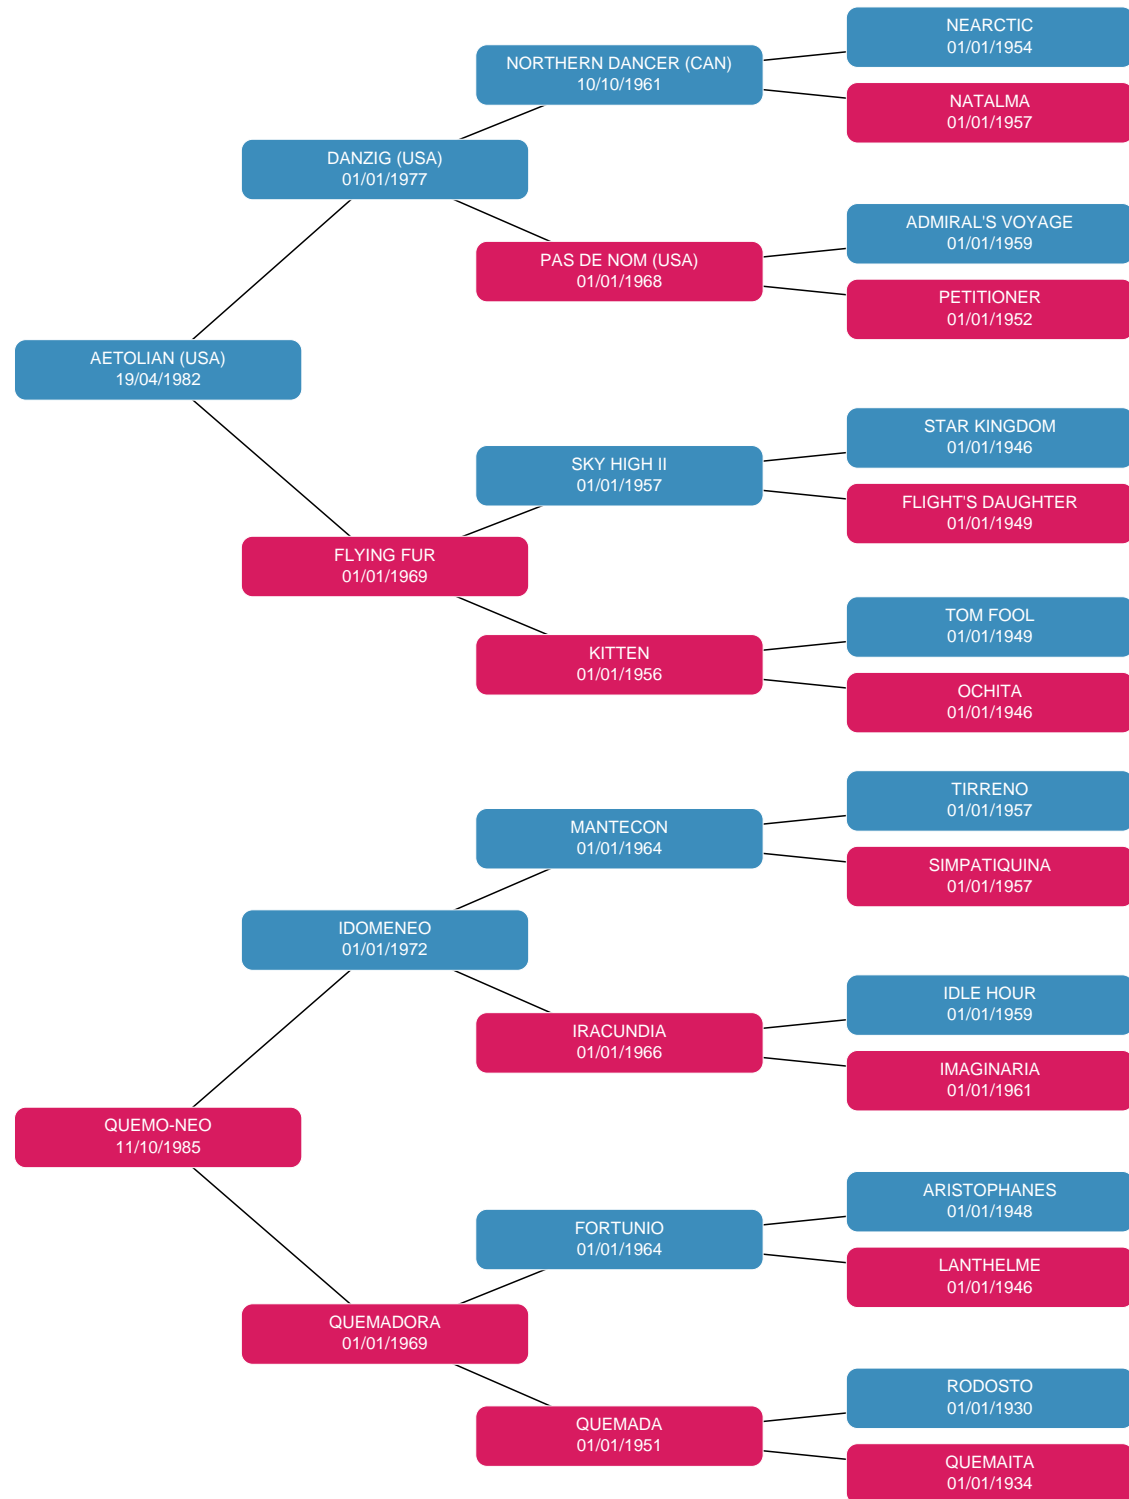 NEARCTIC
01/01/1954
NORTHERN DANCER (CAN)
10/10/1961
NATALMA
01/01/1957
DANZIG (USA)
01/01/1977
ADMIRAL'S VOYAGE
01/01/1959
PAS DE NOM (USA)
01/01/1968
PETITIONER
01/01/1952
AETOLIAN (USA)
19/04/1982
STAR KINGDOM
01/01/1946
SKY HIGH II
01/01/1957
FLIGHT'S DAUGHTER
01/01/1949
FLYING FUR
01/01/1969
TOM FOOL
01/01/1949
KITTEN
01/01/1956
OCHITA
01/01/1946
TIRRENO
01/01/1957
MANTECON
01/01/1964
SIMPATIQUINA
01/01/1957
IDOMENEO
01/01/1972
IDLE HOUR
01/01/1959
IRACUNDIA
01/01/1966
IMAGINARIA
01/01/1961
QUEMO-NEO
11/10/1985
ARISTOPHANES
01/01/1948
FORTUNIO
01/01/1964
LANTHELME
01/01/1946
QUEMADORA
01/01/1969
RODOSTO
01/01/1930
QUEMADA
01/01/1951
QUEMAITA
01/01/1934